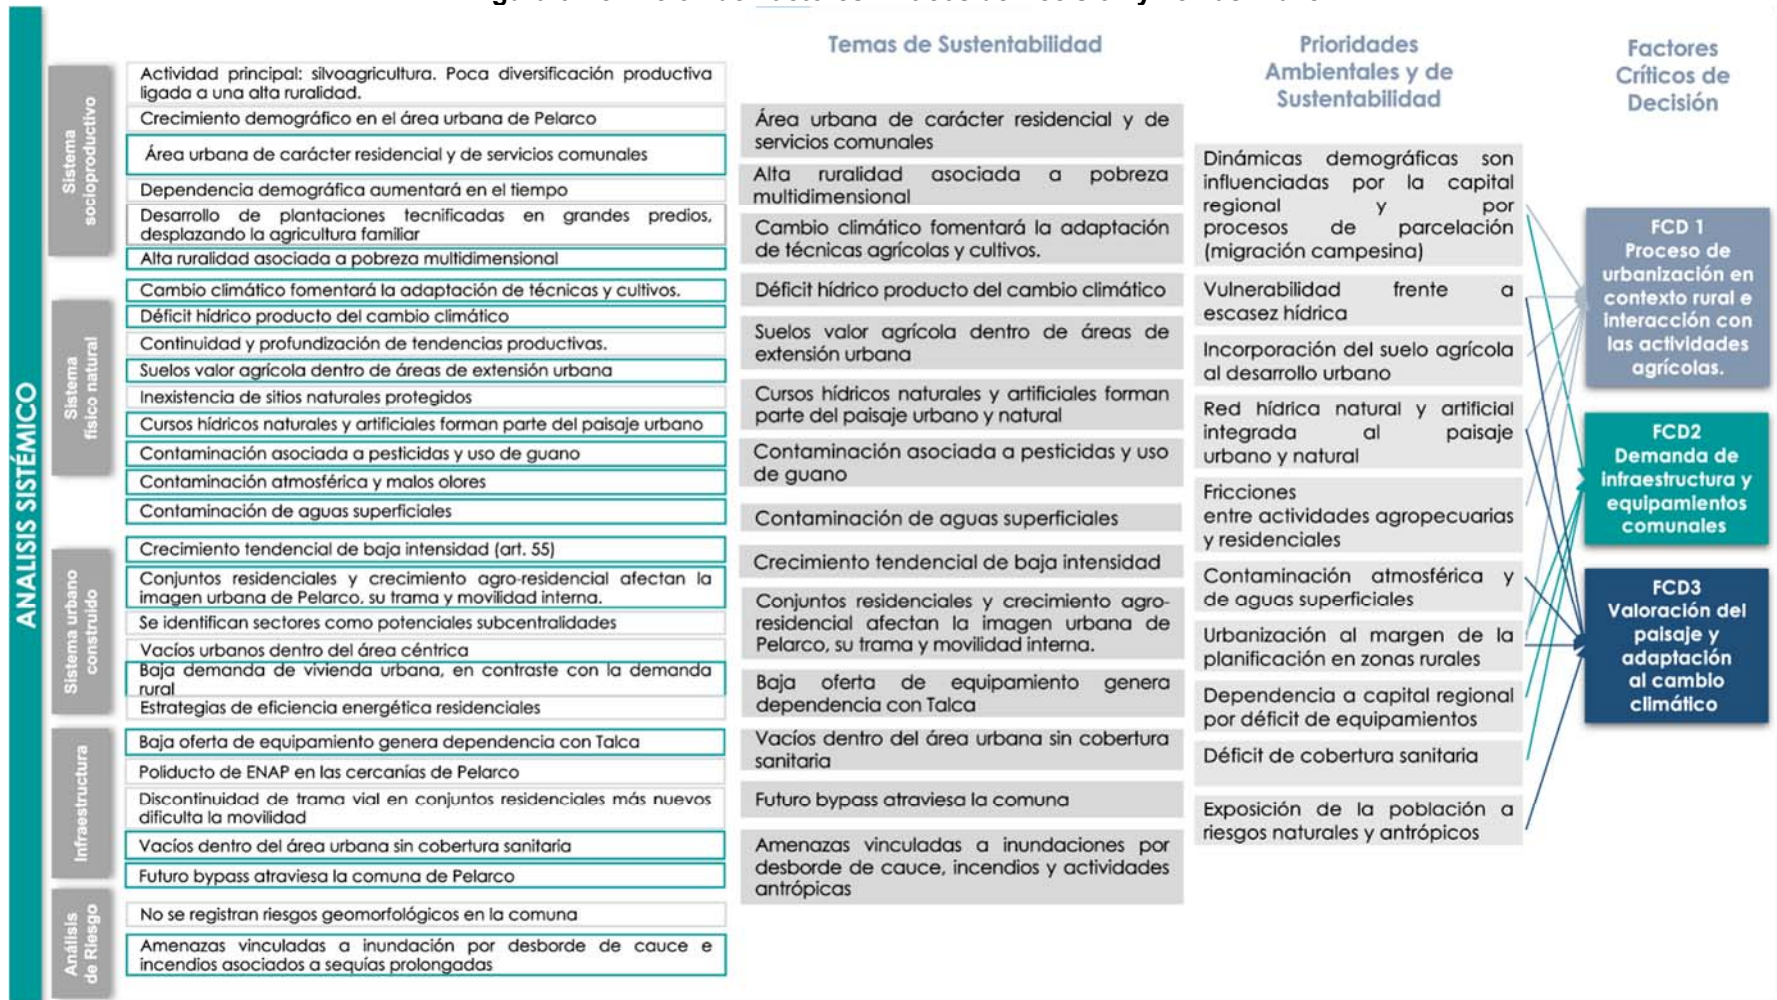 Temas de Sustentabilidad
Prioridades
Ambientales y de
Sustentabilidad
Factores
Críticos de
Decisión
ANALISIS SISTÉMICO
Sistema
socioproductivo
Actividad principal: silvoagricultura. Poca diversificación productiva
ligada a una alta ruralidad.
Crecimiento demográfico en el área urbana de Pelarco
Área urbana de carácter residencial y de servicios comunales
Dependencia demográfica aumentará en el tiempo
Desarrollo de plantaciones tecnificadas en grandes predios,
desplazando la agricultura familiar
Alta ruralidad asociada a pobreza multidimensional
Sistema
fisico natural
Cambio climático fomentará la adaptación de técnicas y cultivos.
Déficit hídrico producto del cambio climático
Continuidad y profundización de tendencias productivas.
Suelos valor agrícola dentro de áreas de extensión urbana
Inexistencia de sitios naturales protegidos
Cursos hídricos naturales y artificiales forman parte del paisaje urbano
Contaminación asociada a pesticidas y uso de guano
Contaminación atmosférica y malos olores
Contaminación de aguas superficiales
Sistema urbano
construido
Crecimiento tendencial de baja intensidad (art. 55)
Conjuntos residenciales y crecimiento agro-residencial afectan la
imagen urbana de Pelarco, su trama y movilidad interna.
Se identifican sectores como potenciales subcentralidades
Vacíos urbanos dentro del área céntrica
Baja demanda de vivienda urbana, en contraste con la demanda
rural
Estrategias de eficiencia energética residenciales
Infraestructura
Baja oferta de equipamiento genera dependencia con Talca
Poliducto de ENAP en las cercanías de Pelarco
Discontinuidad de trama vial en conjuntos residenciales más nuevos
dificulta la movilidad
Vacíos dentro del área urbana sin cobertura sanitaria
Futuro bypass atraviesa la comuna de Pelarco
Análisis
de Riesgo
No se registran riesgos geomorfológicos en la comuna
Amenazas vinculadas a inundación por desborde de cauce e
incendios asociados a sequías prolongadas
Área urbana de carácter residencial y de
servicios comunales
Alta ruralidad asociada a pobreza
multidimensional
Cambio climático fomentará la adaptación
de técnicas agrícolas y cultivos.
Déficit hídrico producto del cambio climático
Suelos valor agrícola dentro de áreas de
extensión urbana
Cursos hídricos naturales y artificiales forman
parte del paisaje urbano y natural
Contaminación asociada a pesticidas y uso
de guano
Contaminación de aguas superficiales
Crecimiento tendencial de baja intensidad
Conjuntos residenciales y crecimiento agro-
residencial afectan la imagen urbana de
Pelarco, su trama y movilidad interna.
Baja oferta de equipamiento genera
dependencia con Talca
Vacíos dentro del área urbana sin cobertura
sanitaria
Futuro bypass atraviesa la comuna
Amenazas vinculadas a inundaciones por
desborde de cauce, incendios y actividades
antrópicas
Dinámicas demográficas son
influenciadas por la capital
regional y por
procesos de parcelación
(migración campesina)
Vulnerabilidad frente a
escasez hídrica
Incorporación del suelo agrícola
al desarrollo urbano
Red hídrica natural y artificial
integrada al paisaje
urbano y natural
Fricciones
entre actividades agropecuarias
y residenciales
Contaminación atmosférica y
de aguas superficiales
Urbanización al margen de la
planificación en zonas rurales
Dependencia a capital regional
por déficit de equipamientos
Déficit de cobertura sanitaria
Exposición de la población a
riesgos naturales y antrópicos
FCD 1
Proceso de
urbanización en
contexto rural e
interacción con
las actividades
agrícolas.
FCD2
Demanda de
infraestructura y
equipamientos
comunales
FCD3
Valoración del
paisaje y
adaptación
al cambio
climático